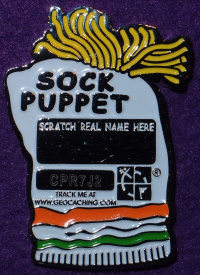 SOCK
PUPPET
SCRATCH REAL NAME HERE
CPR7J2
®
TRACK ME AT
WWW.GEOCACHING.COM